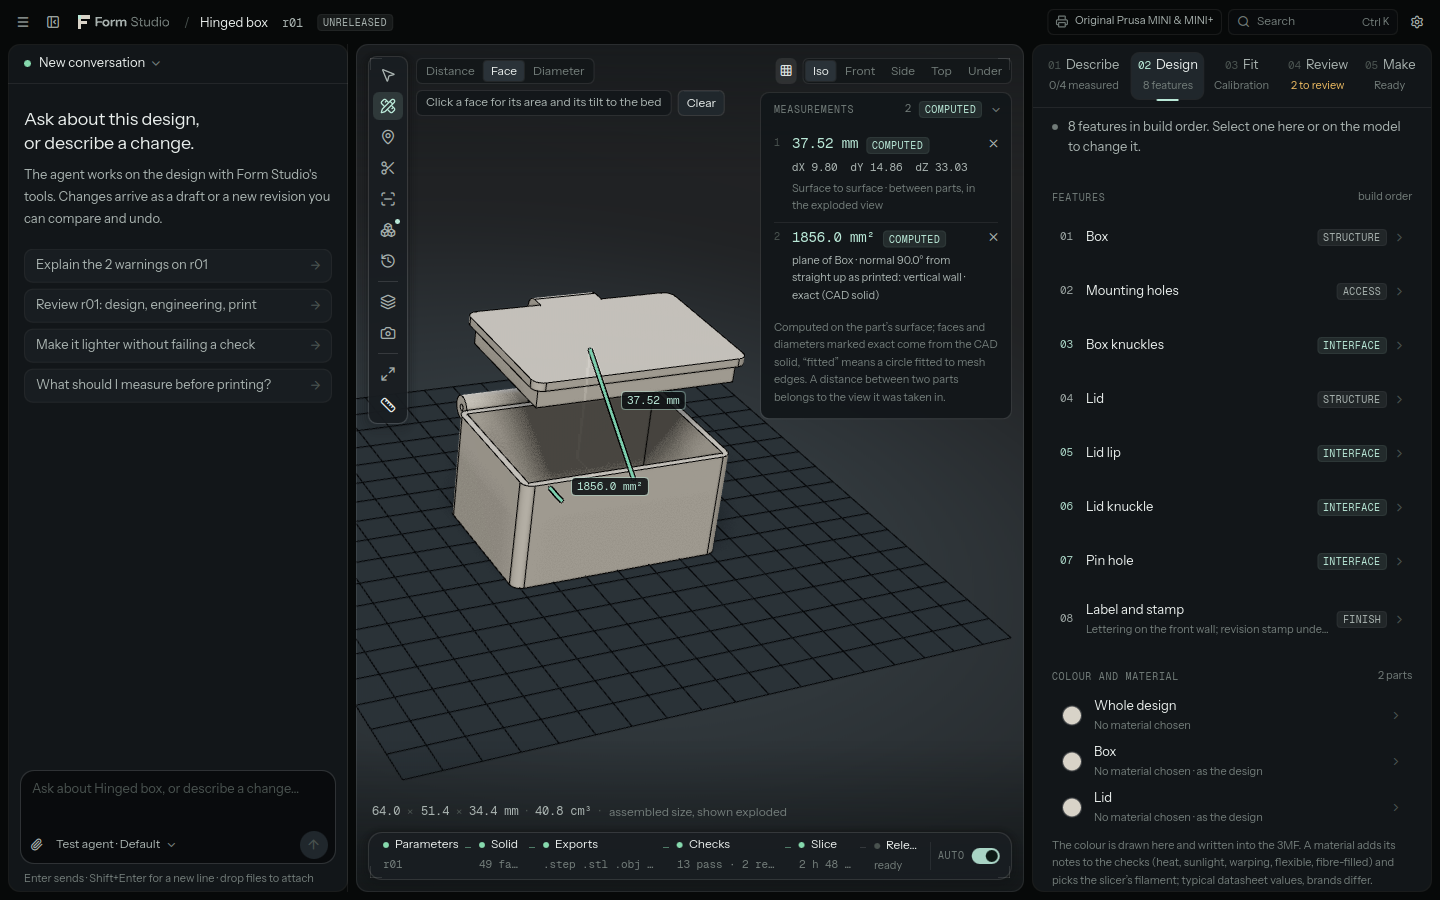 Form Studio / Hinged box r01 UNRELEASED
Original Prusa MINI & MINI+
Search Ctrl K
New conversation
Ask about this design,
or describe a change.
The agent works on the design with Form Studio's
tools. Changes arrive as a draft or a new revision you
can compare and undo.
Explain the 2 warnings on r01
Review r01: design, engineering, print
Make it lighter without failing a check
What should I measure before printing?
Ask about Hinged box, or describe a change...
Test agent · Default
Enter sends · Shift+Enter for a new line · drop files to attach
Distance Face Diameter
Click a face for its area and its tilt to the bed Clear
Iso Front Side Top Under
MEASUREMENTS 2 COMPUTED
1 37.52 mm COMPUTED
dX 9.80 dY 14.86 dZ 33.03
Surface to surface · between parts, in
the exploded view
2 1856.0 mm² COMPUTED
plane of Box · normal 90.0° from
straight up as printed: vertical wall ·
exact (CAD solid)
Computed on the part's surface; faces and
diameters marked exact come from the CAD
solid, "fitted" means a circle fitted to mesh
edges. A distance between two parts
belongs to the view it was taken in.
37.52 mm
1856.0 mm²
64.0 × 51.4 × 34.4 mm · 40.8 cm³ · assembled size, shown exploded
Parameters Solid Exports Checks Slice Rele...
r01 49 fa... .step .stl .obj ... 13 pass · 2 re... 2 h 48 ... ready
AUTO
01 Describe 02 Design 03 Fit 04 Review 05 Make
0/4 measured 8 features Calibration 2 to review Ready
8 features in build order. Select one here or on the model
to change it.
FEATURES build order
01 Box STRUCTURE
02 Mounting holes ACCESS
03 Box knuckles INTERFACE
04 Lid STRUCTURE
05 Lid lip INTERFACE
06 Lid knuckle INTERFACE
07 Pin hole INTERFACE
08 Label and stamp FINISH
Lettering on the front wall; revision stamp unde...
COLOUR AND MATERIAL 2 parts
Whole design
No material chosen
Box
No material chosen · as the design
Lid
No material chosen · as the design
The colour is drawn here and written into the 3MF. A material adds its
notes to the checks (heat, sunlight, warping, flexible, fibre-filled) and
picks the slicer's filament; typical datasheet values, brands differ.